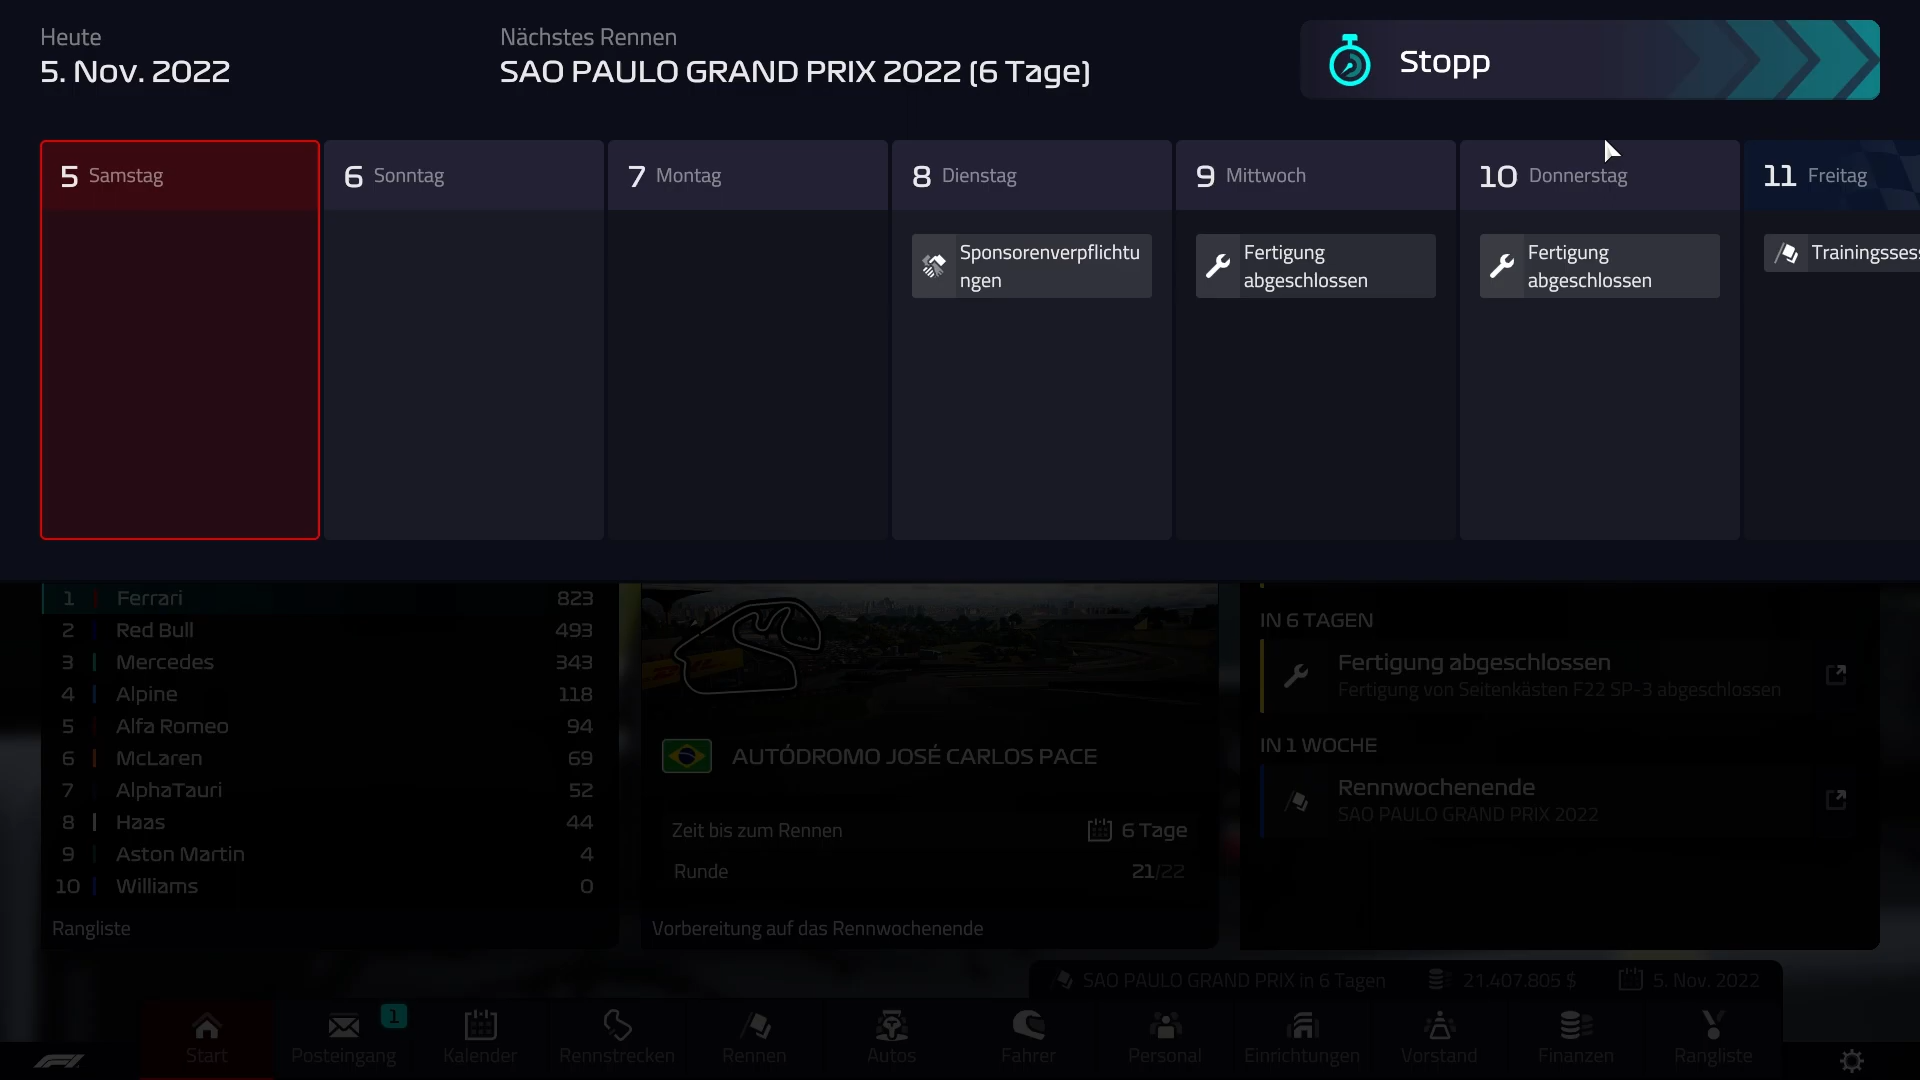 Heute
5. Nov. 2022
Nächstes Rennen
SAO PAULO GRAND PRIX 2022 (6 Tage)
Stopp
5 Samstag
6 Sonntag
7 Montag
8 Dienstag
9 Mittwoch
10 Donnerstag
11 Freitag
Sponsorenverpflichtu
ngen
Fertigung
abgeschlossen
Fertigung
abgeschlossen
Trainingssess
1 Ferrari 823
2 Red Bull 493
3 Mercedes 343
4 Alpine 118
5 Alfa Romeo 94
6 McLaren 69
7 AlphaTauri 52
8 Haas 44
9 Aston Martin 4
10 Williams 0
Rangliste
AUTÓDROMO JOSÉ CARLOS PACE
Zeit bis zum Rennen 6 Tage
Runde 21/22
Vorbereitung auf das Rennwochenende
IN 6 TAGEN
Fertigung abgeschlossen
Fertigung von Seitenkästen F22 SP-3 abgeschlossen
IN 1 WOCHE
Rennwochenende
SAO PAULO GRAND PRIX 2022
SAO PAULO GRAND PRIX in 6 Tagen 21.407.805 $ 5. Nov. 2022
1
Start Posteingang Kalender Rennstrecken Rennen Autos Fahrer Personal Einrichtungen Vorstand Finanzen Rangliste